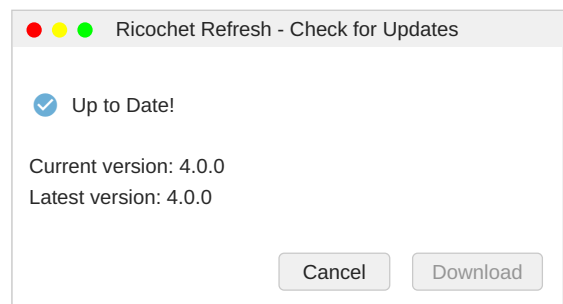 Ricochet Refresh - Check for Updates
Up to Date!
Current version: 4.0.0
Latest version: 4.0.0
Cancel Download